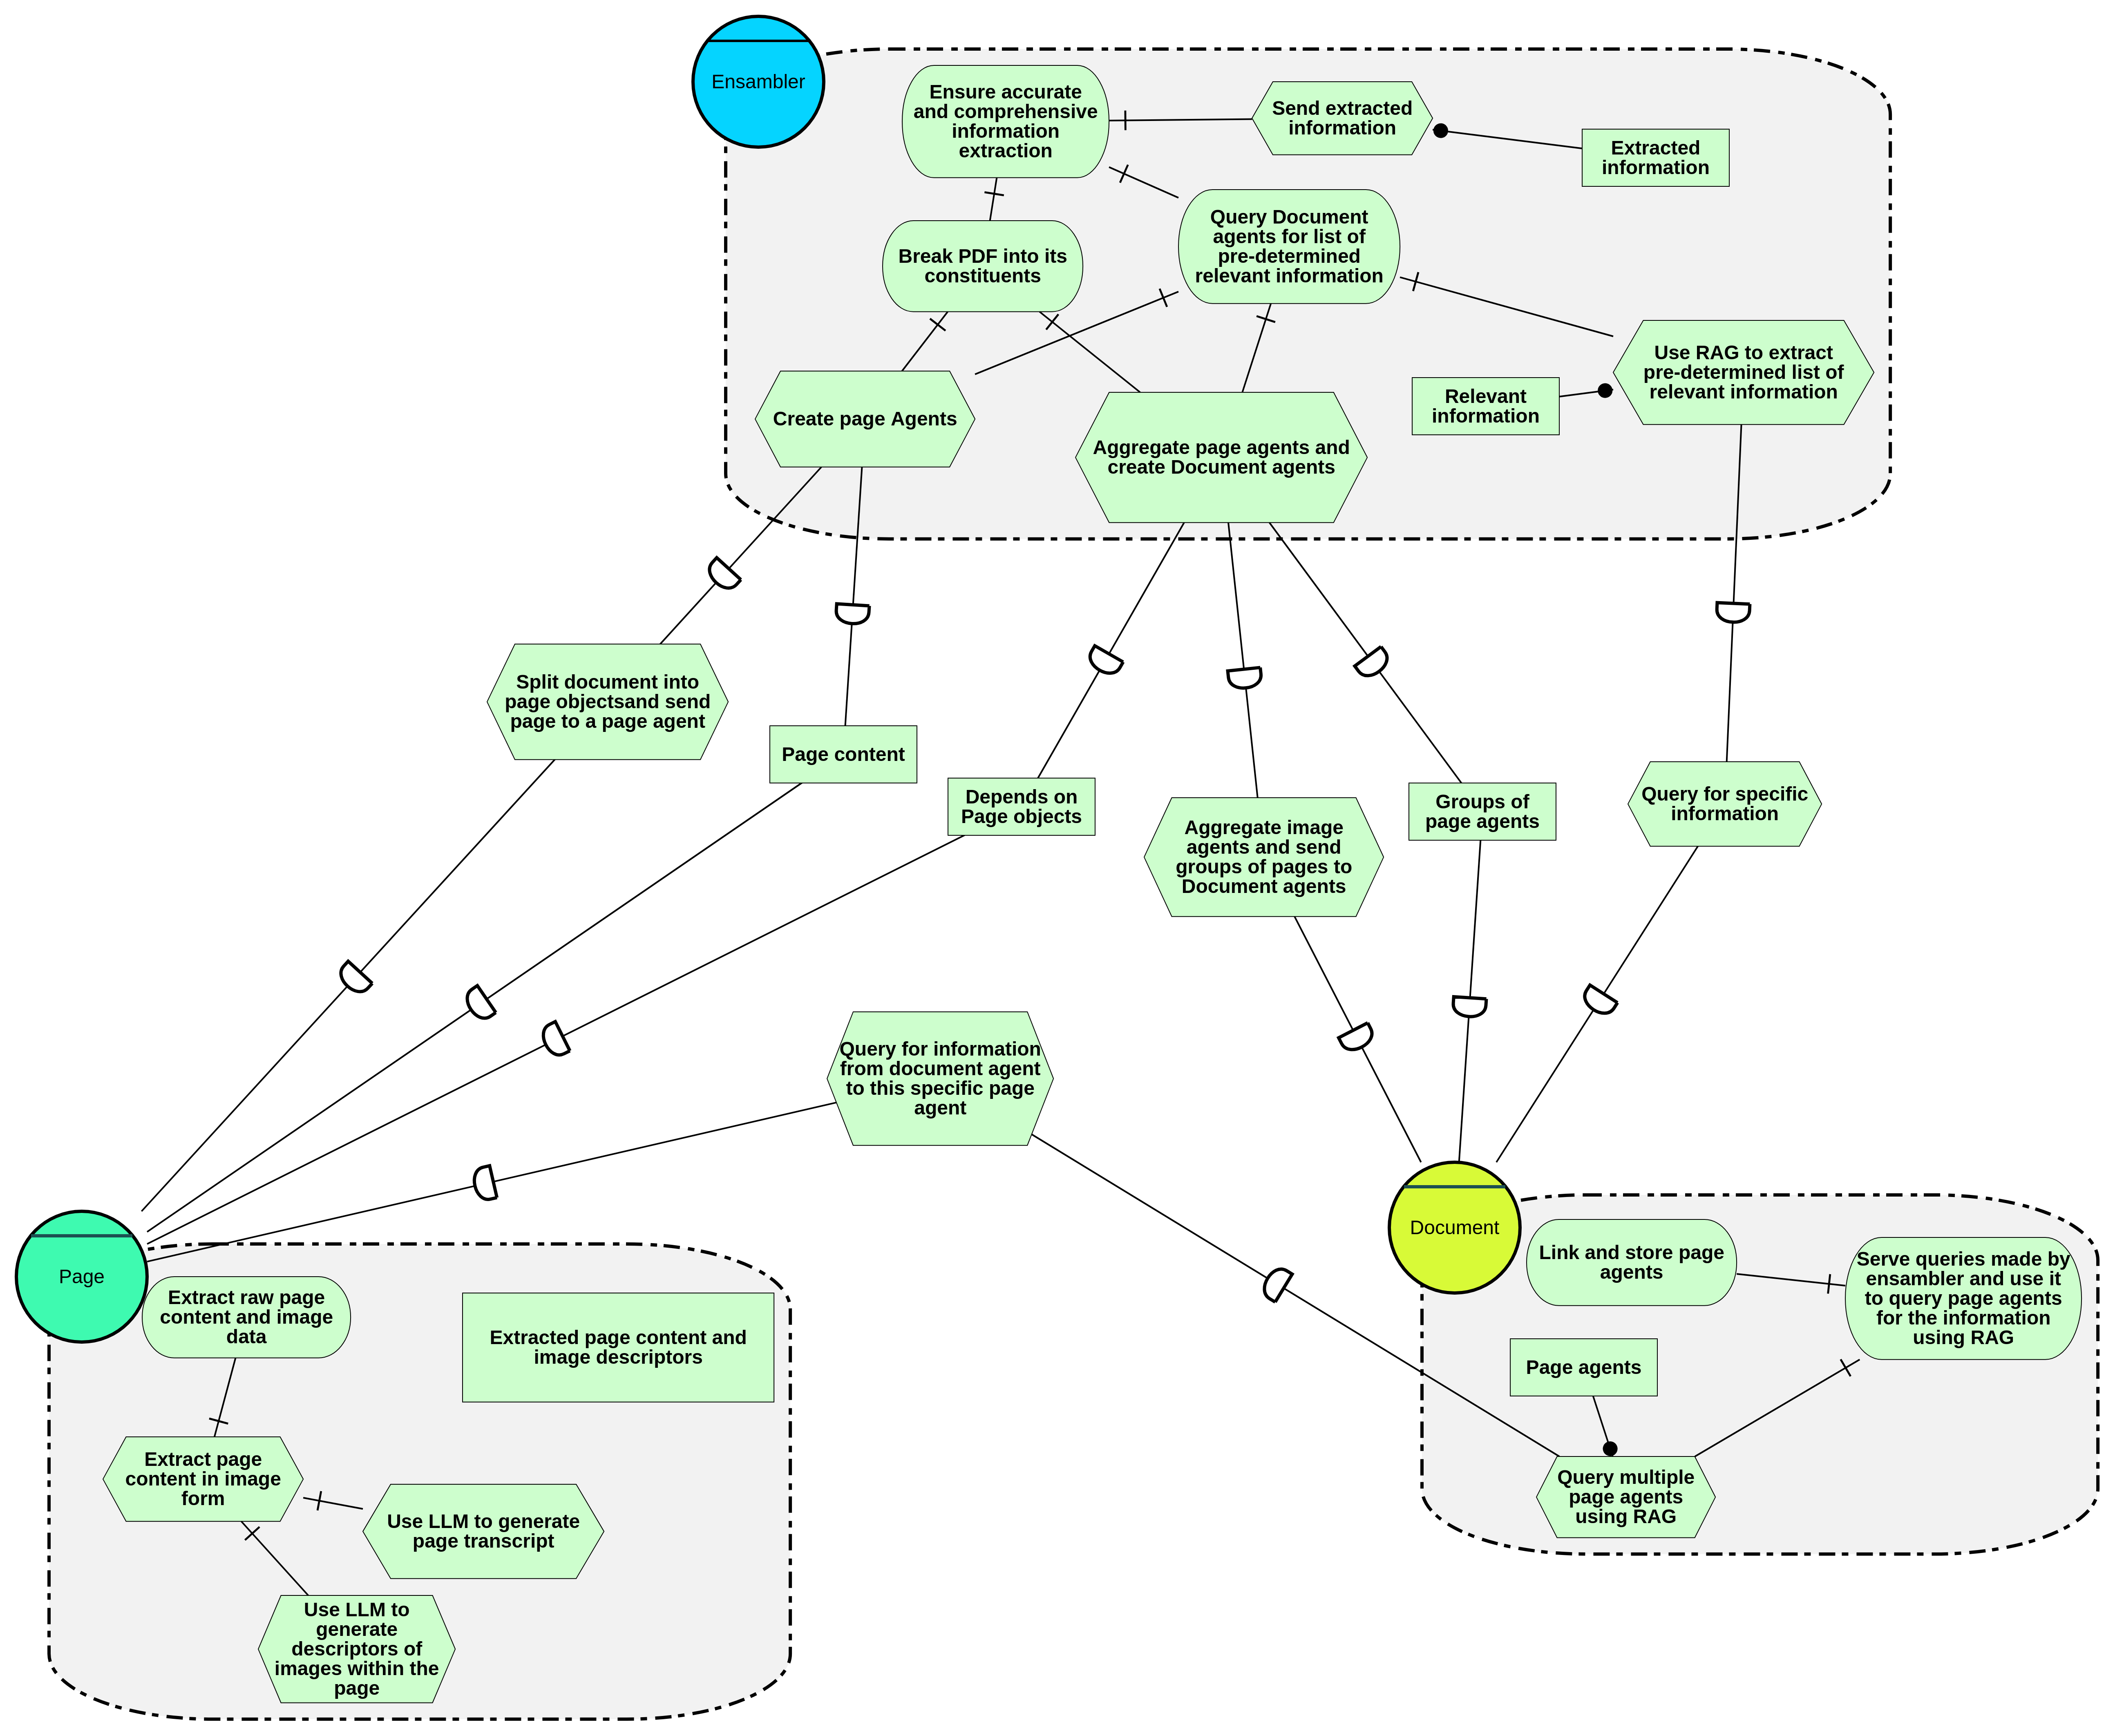 Ensambler
Ensure accurate
and comprehensive
information
extraction
Send extracted
information
Extracted
information
Break PDF into its
constituents
Query Document
agents for list of
pre-determined
relevant information
Use RAG to extract
pre-determined list of
relevant information
Relevant
information
Create page Agents
Aggregate page agents and
create Document agents
Split document into
page objectsand send
page to a page agent
Page content
Depends on
Page objects
Aggregate image
agents and send
groups of pages to
Document agents
Groups of
page agents
Query for specific
information
Query for information
from document agent
to this specific page
agent
Page
Extract raw page
content and image
data
Extracted page content and
image descriptors
Extract page
content in image
form
Use LLM to generate
page transcript
Use LLM to
generate
descriptors of
images within the
page
Document
Link and store page
agents
Serve queries made by
ensambler and use it
to query page agents
for the information
using RAG
Page agents
Query multiple
page agents
using RAG